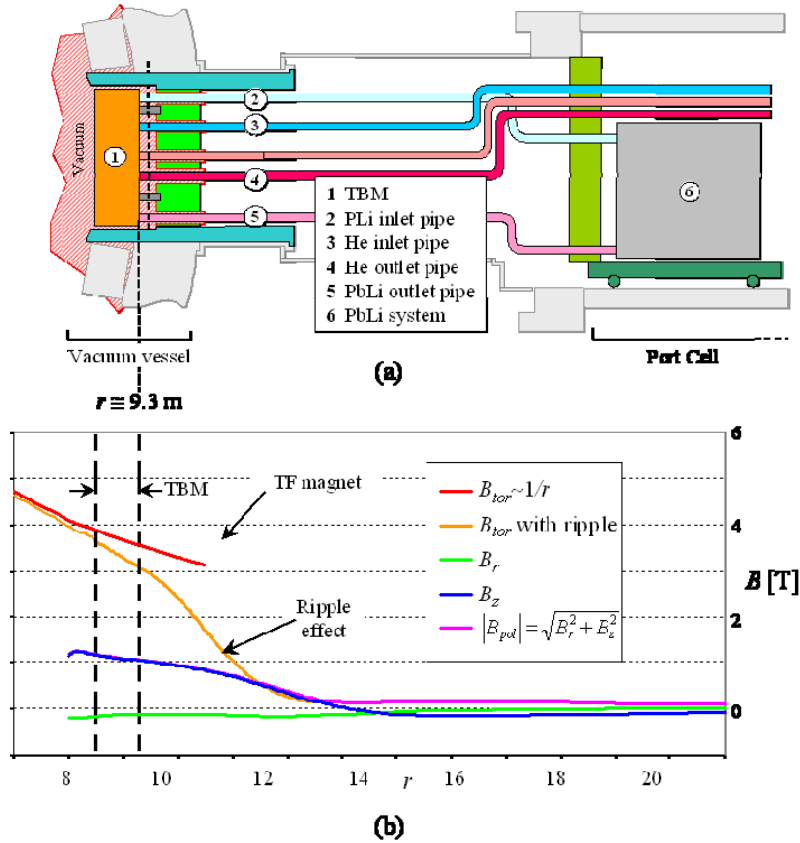 Vacuum
1
2
3
4
5
6
1 TBM
2 PLi inlet pipe
3 He inlet pipe
4 He outlet pipe
5 PbLi outlet pipe
6 PbLi system
Vacuum vessel
(a)
Port Cell
r ≡ 9.3 m
6
TBM
TF magnet
B_tor~1/r
B_tor with ripple
4
B_r
B [T]
B_z
Ripple
effect
|B_pol| = √B_r^2 + B_z^2
2
0
8 10 12 14 r 16 18 20
(b)